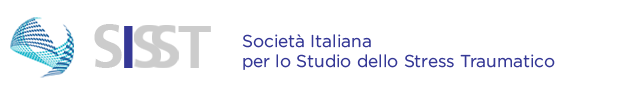 SISST
Società Italiana
per lo Studio dello Stress Traumatico